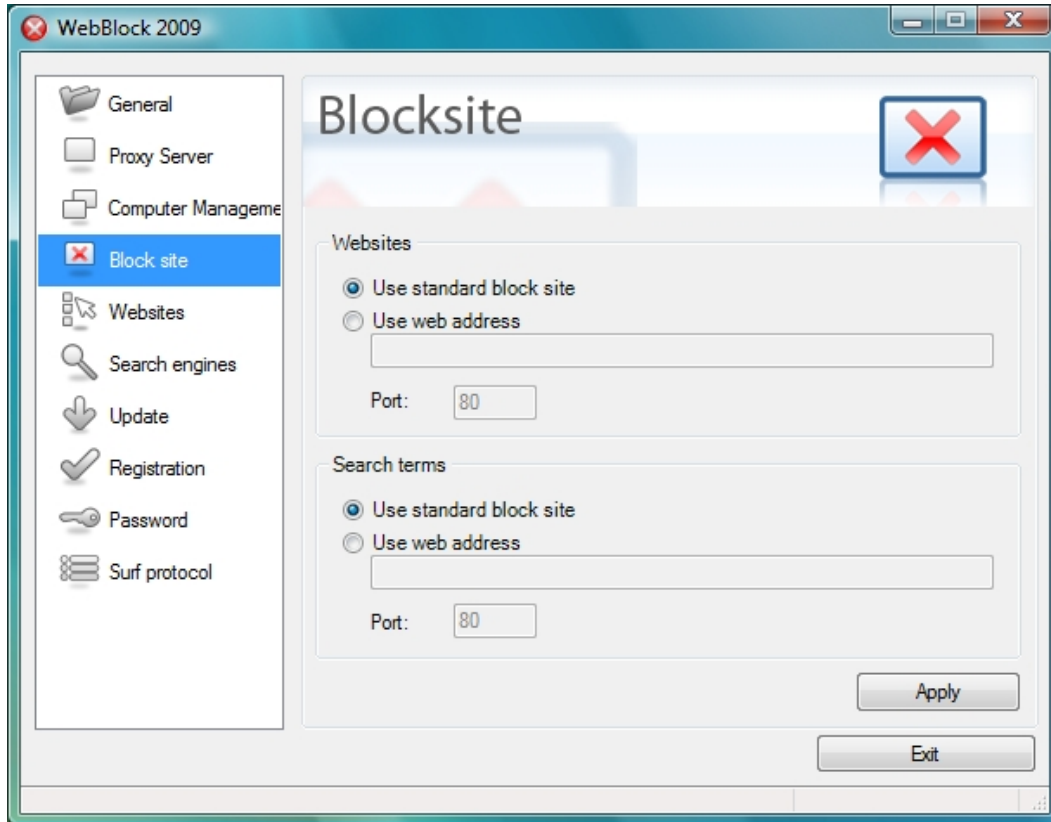 WebBlock 2009
General
Proxy Server
Computer Manageme
Block site
Websites
Search engines
Update
Registration
Password
Surf protocol
Blocksite
Websites
Use standard block site
Use web address
Port: 80
Search terms
Use standard block site
Use web address
Port: 80
Apply
Exit